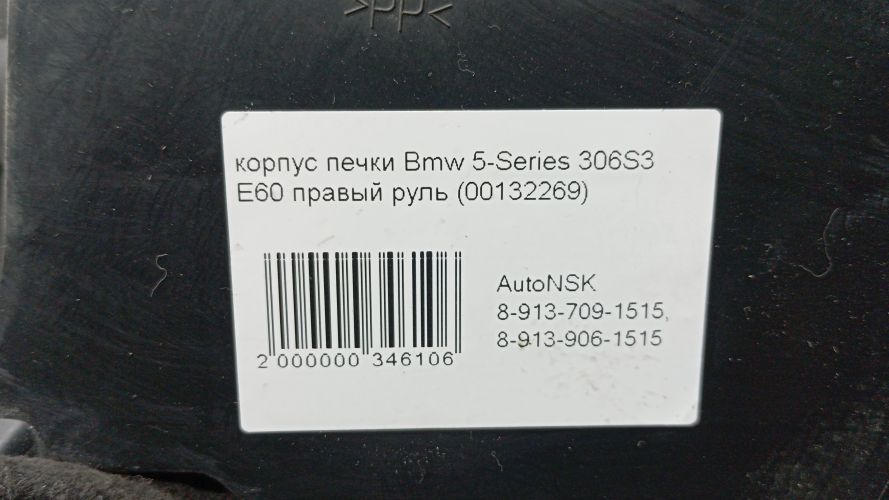 >PP<
корпус печки Bmw 5-Series 306S3
E60 правый руль (00132269)
AutoNSK
8-913-709-1515,
8-913-906-1515
2 000000 346106